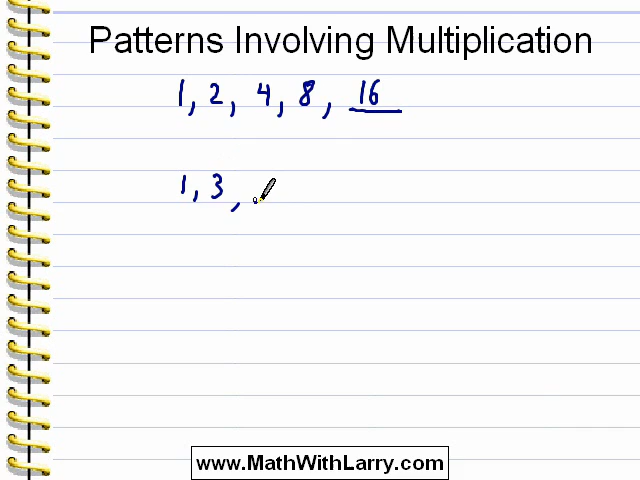 Patterns Involving Multiplication
1, 2, 4, 8, 16
1, 3,
www.MathWithLarry.com